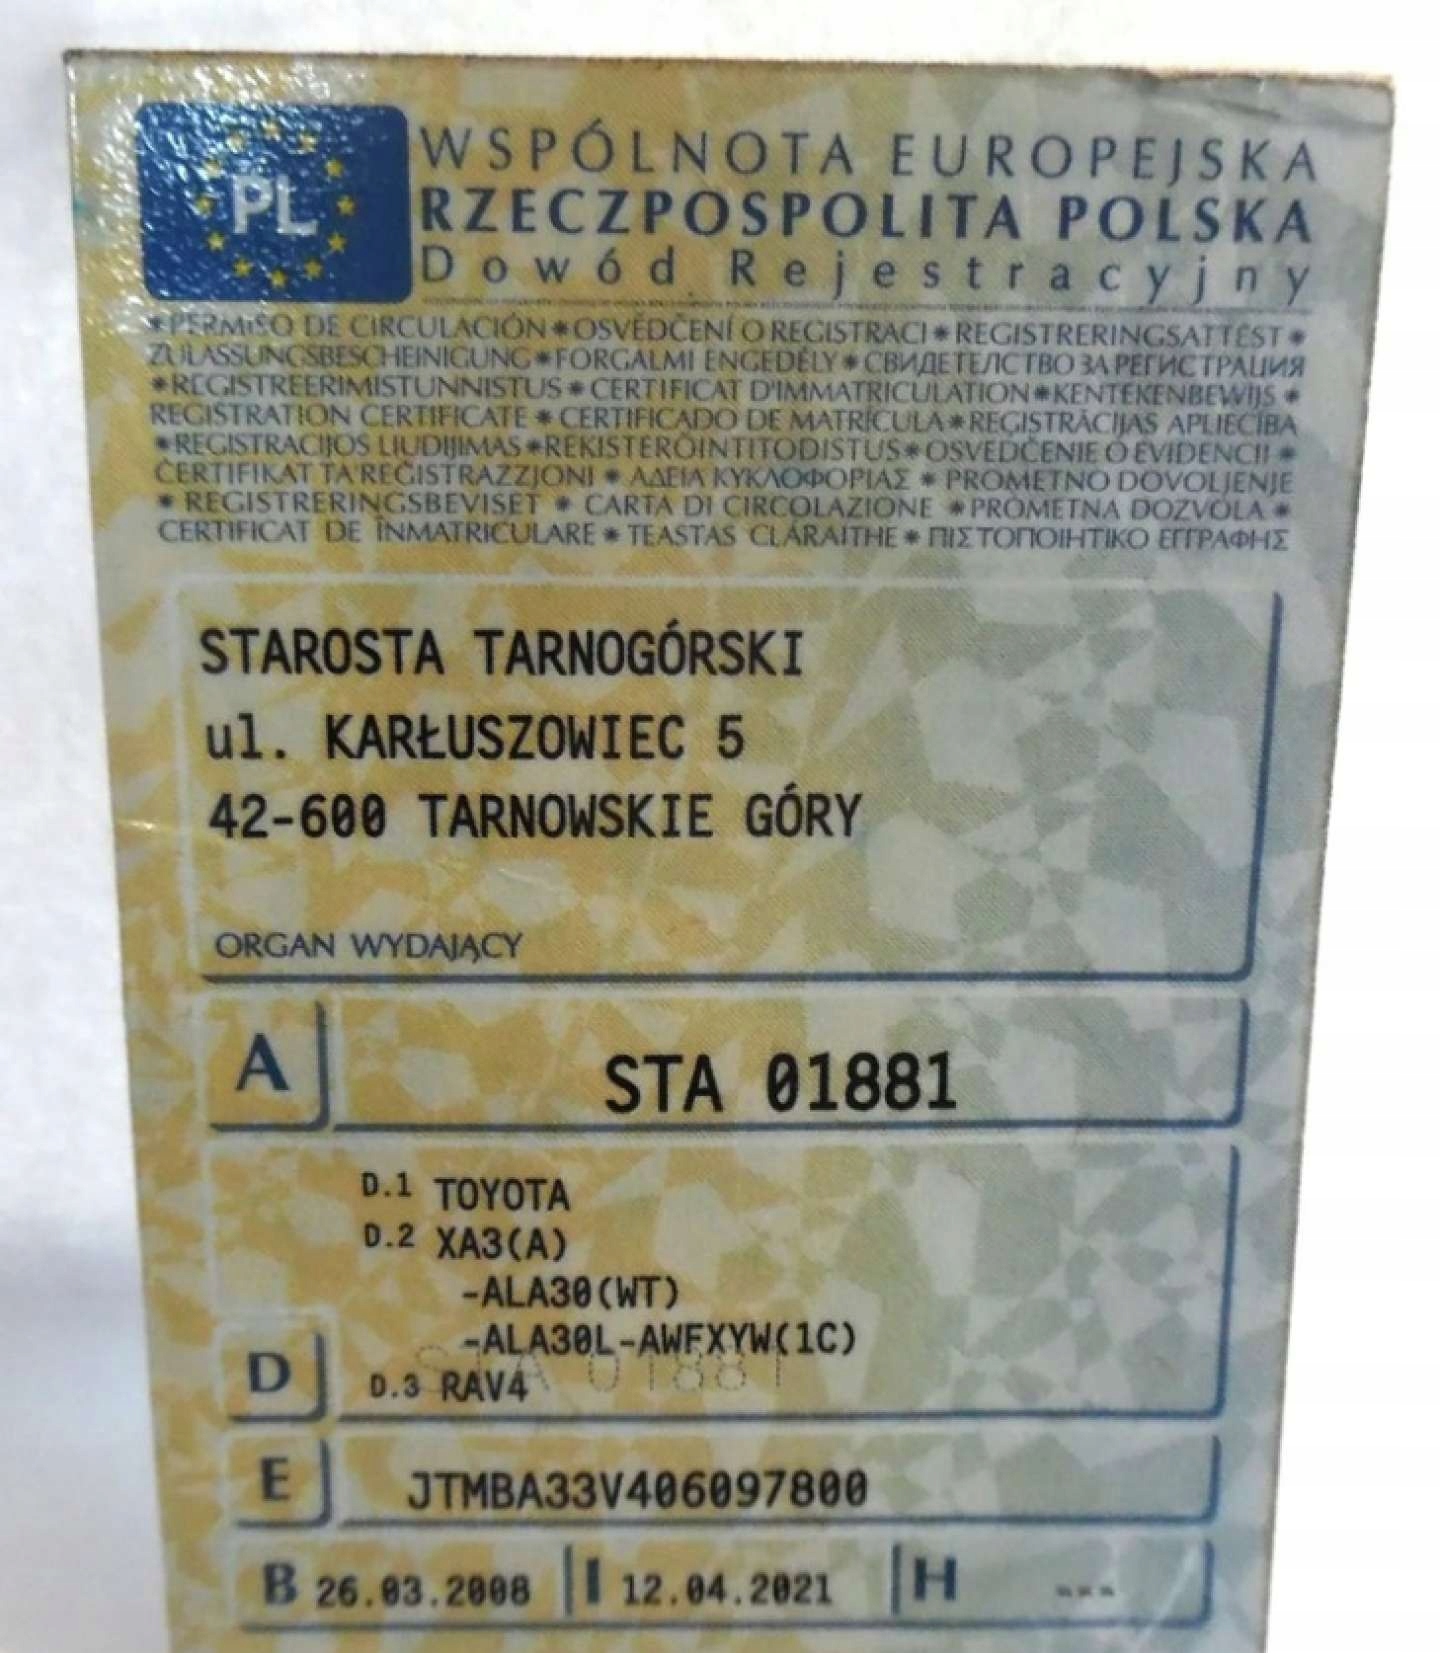 PL
WSPÓLNOTA EUROPEJSKA
RZECZPOSPOLITA POLSKA
Dowód Rejestracyjny
*PERMISO DE CIRCULACIÓN*OSVĚDČENÍ O REGISTRACI*REGISTRERINGSATTEST*
ZULASSUNGSBESCHEINIGUNG*FORGALMI ENGEDÉLY*СВИДЕТЕЛСТВО ЗА РЕГИСТРАЦИЯ
*REGISTREERIMISTUNNISTUS*CERTIFICAT D'IMMATRICULATION*KENTEKENBEWIJS*
REGISTRATION CERTIFICATE*CERTIFICADO DE MATRÍCULA*REGISTRĀCIJAS APLIECĪBA
*REGISTRACIJOS LIUDIJIMAS*REKISTERÖINTITODISTUS*OSVEDČENIE O EVIDENCII*
ĊERTIFIKAT TA'REĠISTRAZZJONI*ΑΔΕΙΑ ΚΥΚΛΟΦΟΡΙΑΣ*PROMETNO DOVOLJENJE
*REGISTRERINGSBEVISET*CARTA DI CIRCOLAZIONE*PROMETNA DOZVOLA*
CERTIFICAT DE ÎNMATRICULARE*TEASTAS CLÁRAITHE*ΠΙΣΤΟΠΟΙΗΤΙΚΟ ΕΓΓΡΑΦΗΣ
STAROSTA TARNOGÓRSKI
ul. KARŁUSZOWIEC 5
42-600 TARNOWSKIE GÓRY
ORGAN WYDAJĄCY
A STA 01881
D.1 TOYOTA
D.2 XA3(A)
-ALA30(WT)
-ALA30L-AWFXYW(1C)
STA 01881
D D.3 RAV4
E JTMBA33V406097800
B 26.03.2008 I 12.04.2021 H ---